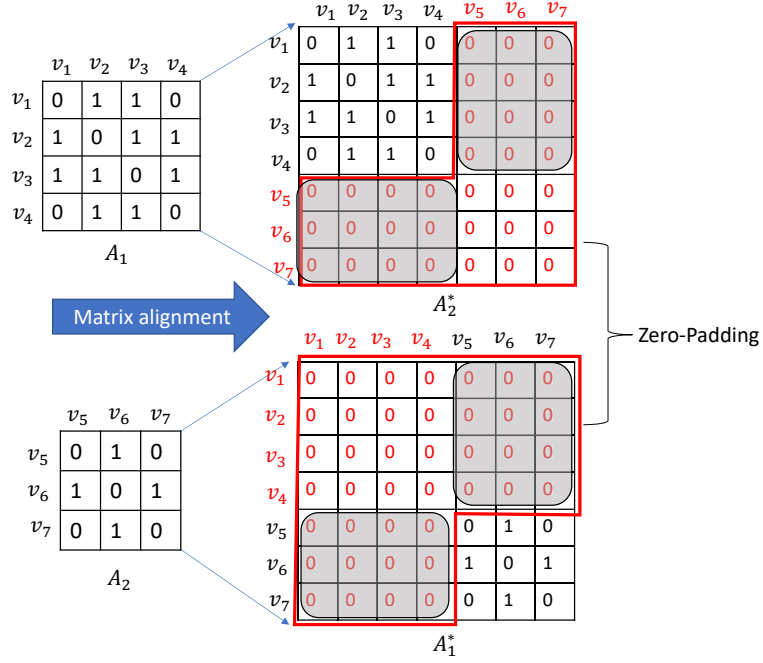 v1 v2 v3 v4 v5 v6 v7
v1 0 1 1 0 0 0 0
v2 1 0 1 1 0 0 0
v3 1 1 0 1 0 0 0
v4 0 1 1 0 0 0 0
v5 0 0 0 0 0 0 0
v6 0 0 0 0 0 0 0
v7 0 0 0 0 0 0 0
A2*
v1 v2 v3 v4
v1 0 1 1 0
v2 1 0 1 1
v3 1 1 0 1
v4 0 1 1 0
A1
Matrix alignment
Zero-Padding
v1 v2 v3 v4 v5 v6 v7
v1 0 0 0 0 0 0 0
v2 0 0 0 0 0 0 0
v3 0 0 0 0 0 0 0
v4 0 0 0 0 0 0 0
v5 0 0 0 0 0 1 0
v6 0 0 0 0 1 0 1
v7 0 0 0 0 0 1 0
A1*
v5 v6 v7
v5 0 1 0
v6 1 0 1
v7 0 1 0
A2